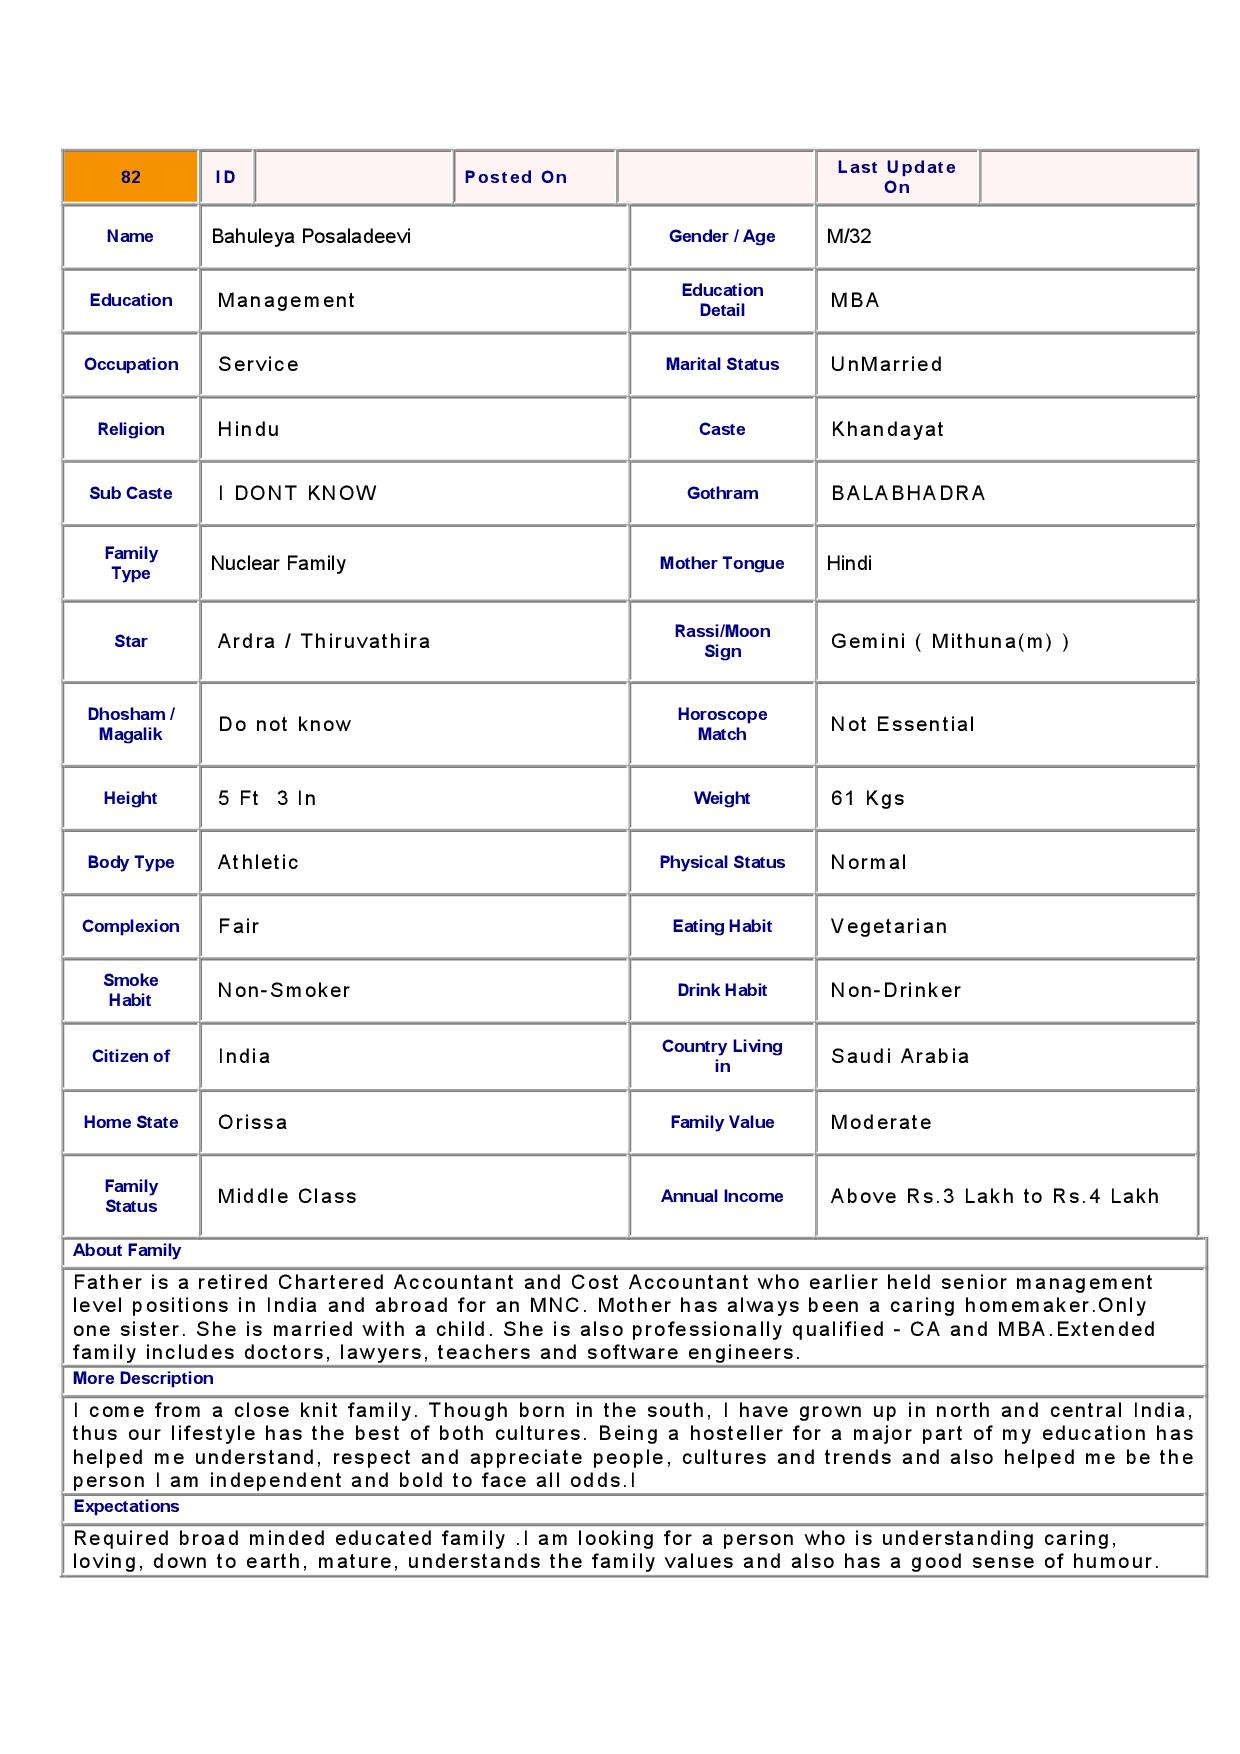 82 ID Posted On Last Update
On
Name Bahuleya Posaladeevi Gender / Age M/32
Education Management Education
Detail MBA
Occupation Service Marital Status UnMarried
Religion Hindu Caste Khandayat
Sub Caste I DONT KNOW Gothram BALABHADRA
Family
Type Nuclear Family Mother Tongue Hindi
Star Ardra / Thiruvathira Rassi/Moon
Sign Gemini ( Mithuna(m) )
Dhosham /
Magalik Do not know Horoscope
Match Not Essential
Height 5 Ft 3 In Weight 61 Kgs
Body Type Athletic Physical Status Normal
Complexion Fair Eating Habit Vegetarian
Smoke
Habit Non-Smoker Drink Habit Non-Drinker
Citizen of India Country Living
in Saudi Arabia
Home State Orissa Family Value Moderate
Family
Status Middle Class Annual Income Above Rs.3 Lakh to Rs.4 Lakh
About Family
Father is a retired Chartered Accountant and Cost Accountant who earlier held senior management
level positions in India and abroad for an MNC. Mother has always been a caring homemaker.Only
one sister. She is married with a child. She is also professionally qualified - CA and MBA.Extended
family includes doctors, lawyers, teachers and software engineers.
More Description
I come from a close knit family. Though born in the south, I have grown up in north and central India,
thus our lifestyle has the best of both cultures. Being a hosteller for a major part of my education has
helped me understand, respect and appreciate people, cultures and trends and also helped me be the
person I am independent and bold to face all odds.I
Expectations
Required broad minded educated family .I am looking for a person who is understanding caring,
loving, down to earth, mature, understands the family values and also has a good sense of humour.